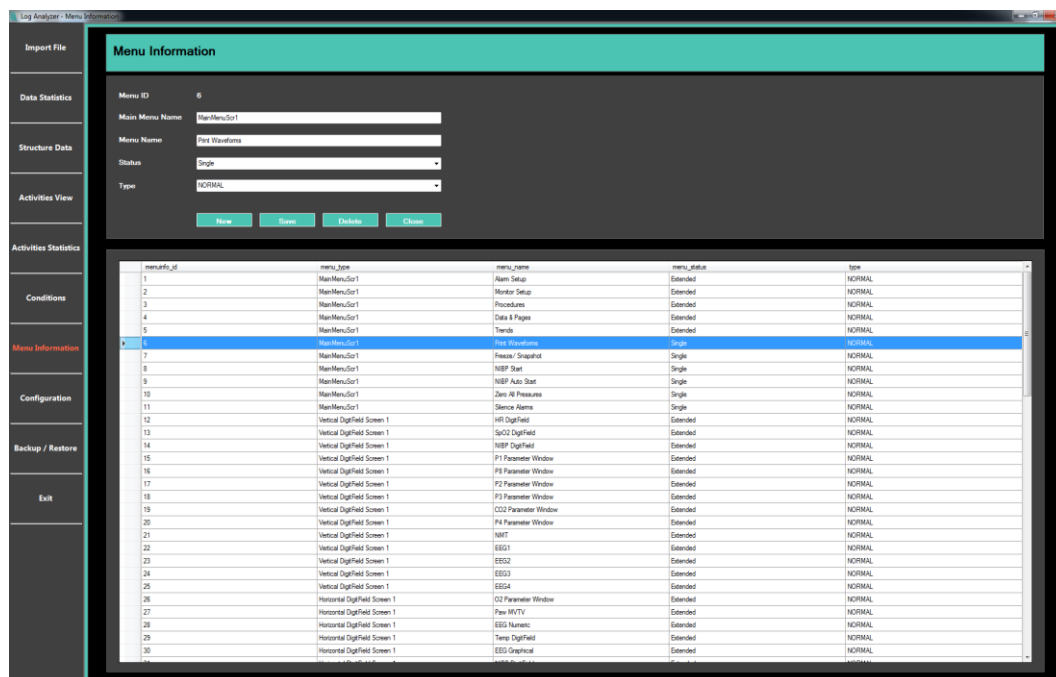 Log Analyzer - Menu Information
Import File
Data Statistics
Structure Data
Activities View
Activities Statistics
Conditions
Menu Information
Configuration
Backup / Restore
Exit
Menu Information
Menu ID 6
Main Menu Name MainMenuScr1
Menu Name Print Waveforms
Status Single
Type NORMAL
New Save Delete Close
menuinfo_id menu_type menu_name menu_status type
1 MainMenuScr1 Alarm Setup Extended NORMAL
2 MainMenuScr1 Monitor Setup Extended NORMAL
3 MainMenuScr1 Procedures Extended NORMAL
4 MainMenuScr1 Data & Pages Extended NORMAL
5 MainMenuScr1 Trends Extended NORMAL
6 MainMenuScr1 Print Waveforms Single NORMAL
7 MainMenuScr1 Freeze/ Snapshot Single NORMAL
8 MainMenuScr1 NIBP Start Single NORMAL
9 MainMenuScr1 NIBP Auto Start Single NORMAL
10 MainMenuScr1 Zero All Pressures Single NORMAL
11 MainMenuScr1 Silence Alarms Single NORMAL
12 Vertical DigitField Screen 1 HR DigitField Extended NORMAL
13 Vertical DigitField Screen 1 SpO2 DigitField Extended NORMAL
14 Vertical DigitField Screen 1 NIBP DigitField Extended NORMAL
15 Vertical DigitField Screen 1 P1 Parameter Window Extended NORMAL
16 Vertical DigitField Screen 1 P8 Parameter Window Extended NORMAL
17 Vertical DigitField Screen 1 P2 Parameter Window Extended NORMAL
18 Vertical DigitField Screen 1 P3 Parameter Window Extended NORMAL
19 Vertical DigitField Screen 1 CO2 Parameter Window Extended NORMAL
20 Vertical DigitField Screen 1 P4 Parameter Window Extended NORMAL
21 Vertical DigitField Screen 1 NMT Extended NORMAL
22 Vertical DigitField Screen 1 EEG1 Extended NORMAL
23 Vertical DigitField Screen 1 EEG2 Extended NORMAL
24 Vertical DigitField Screen 1 EEG3 Extended NORMAL
25 Vertical DigitField Screen 1 EEG4 Extended NORMAL
26 Horizontal DigitField Screen 1 O2 Parameter Window Extended NORMAL
27 Horizontal DigitField Screen 1 Paw MVTV Extended NORMAL
28 Horizontal DigitField Screen 1 EEG Numeric Extended NORMAL
29 Horizontal DigitField Screen 1 Temp DigitField Extended NORMAL
30 Horizontal DigitField Screen 1 EEG Graphical Extended NORMAL